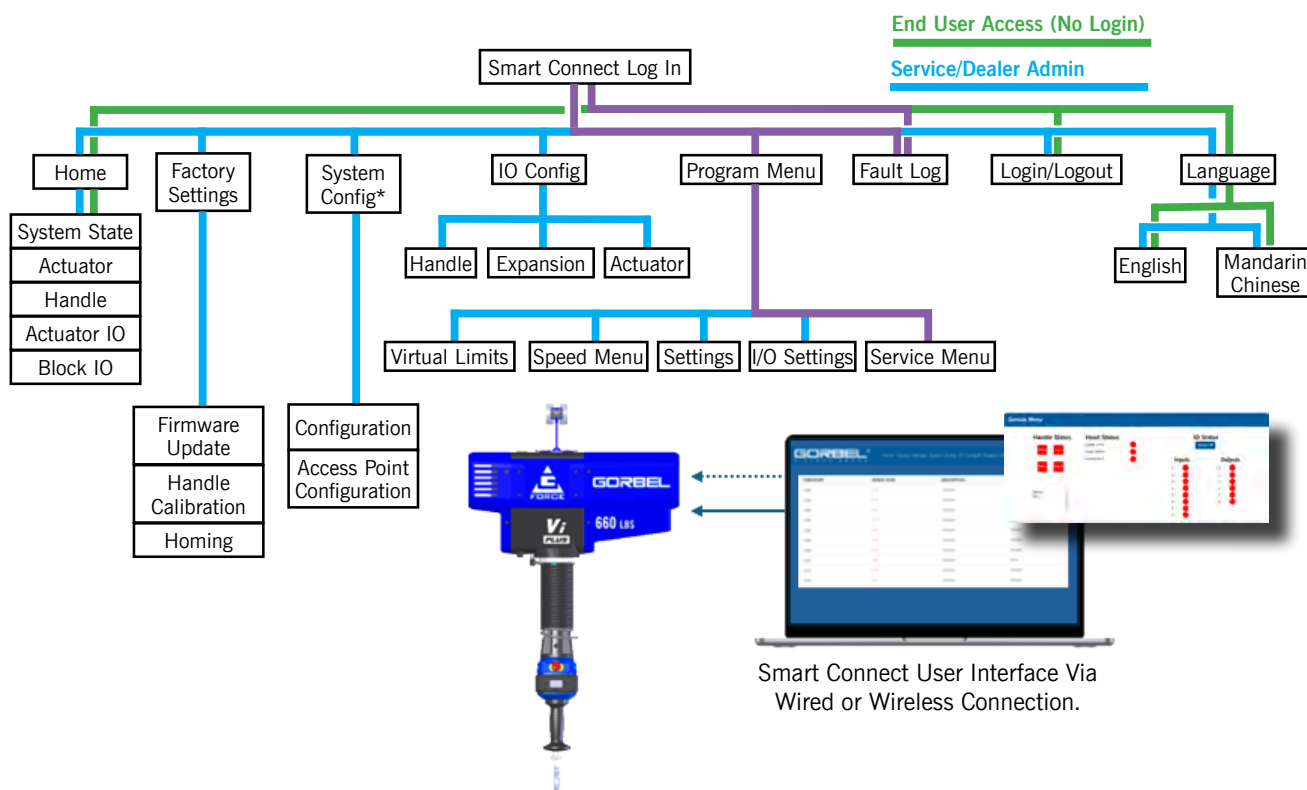 End User Access (No Login)
Smart Connect Log In
Service/Dealer Admin
Home
Factory
Settings
System
Config*
IO Config
Program Menu
Fault Log
Login/Logout
Language
System State
Actuator
Handle
Actuator IO
Block IO
Handle
Expansion
Actuator
English
Mandarin
Chinese
Virtual Limits
Speed Menu
Settings
I/O Settings
Service Menu
Firmware
Update
Handle
Calibration
Homing
Configuration
Access Point
Configuration
FORCE
GORBEL
Vi
PLUS
660 LBS
GORBEL
Service Menu
Handle Status
Head Status
IO Status
Inputs
Outputs
Smart Connect User Interface Via
Wired or Wireless Connection.